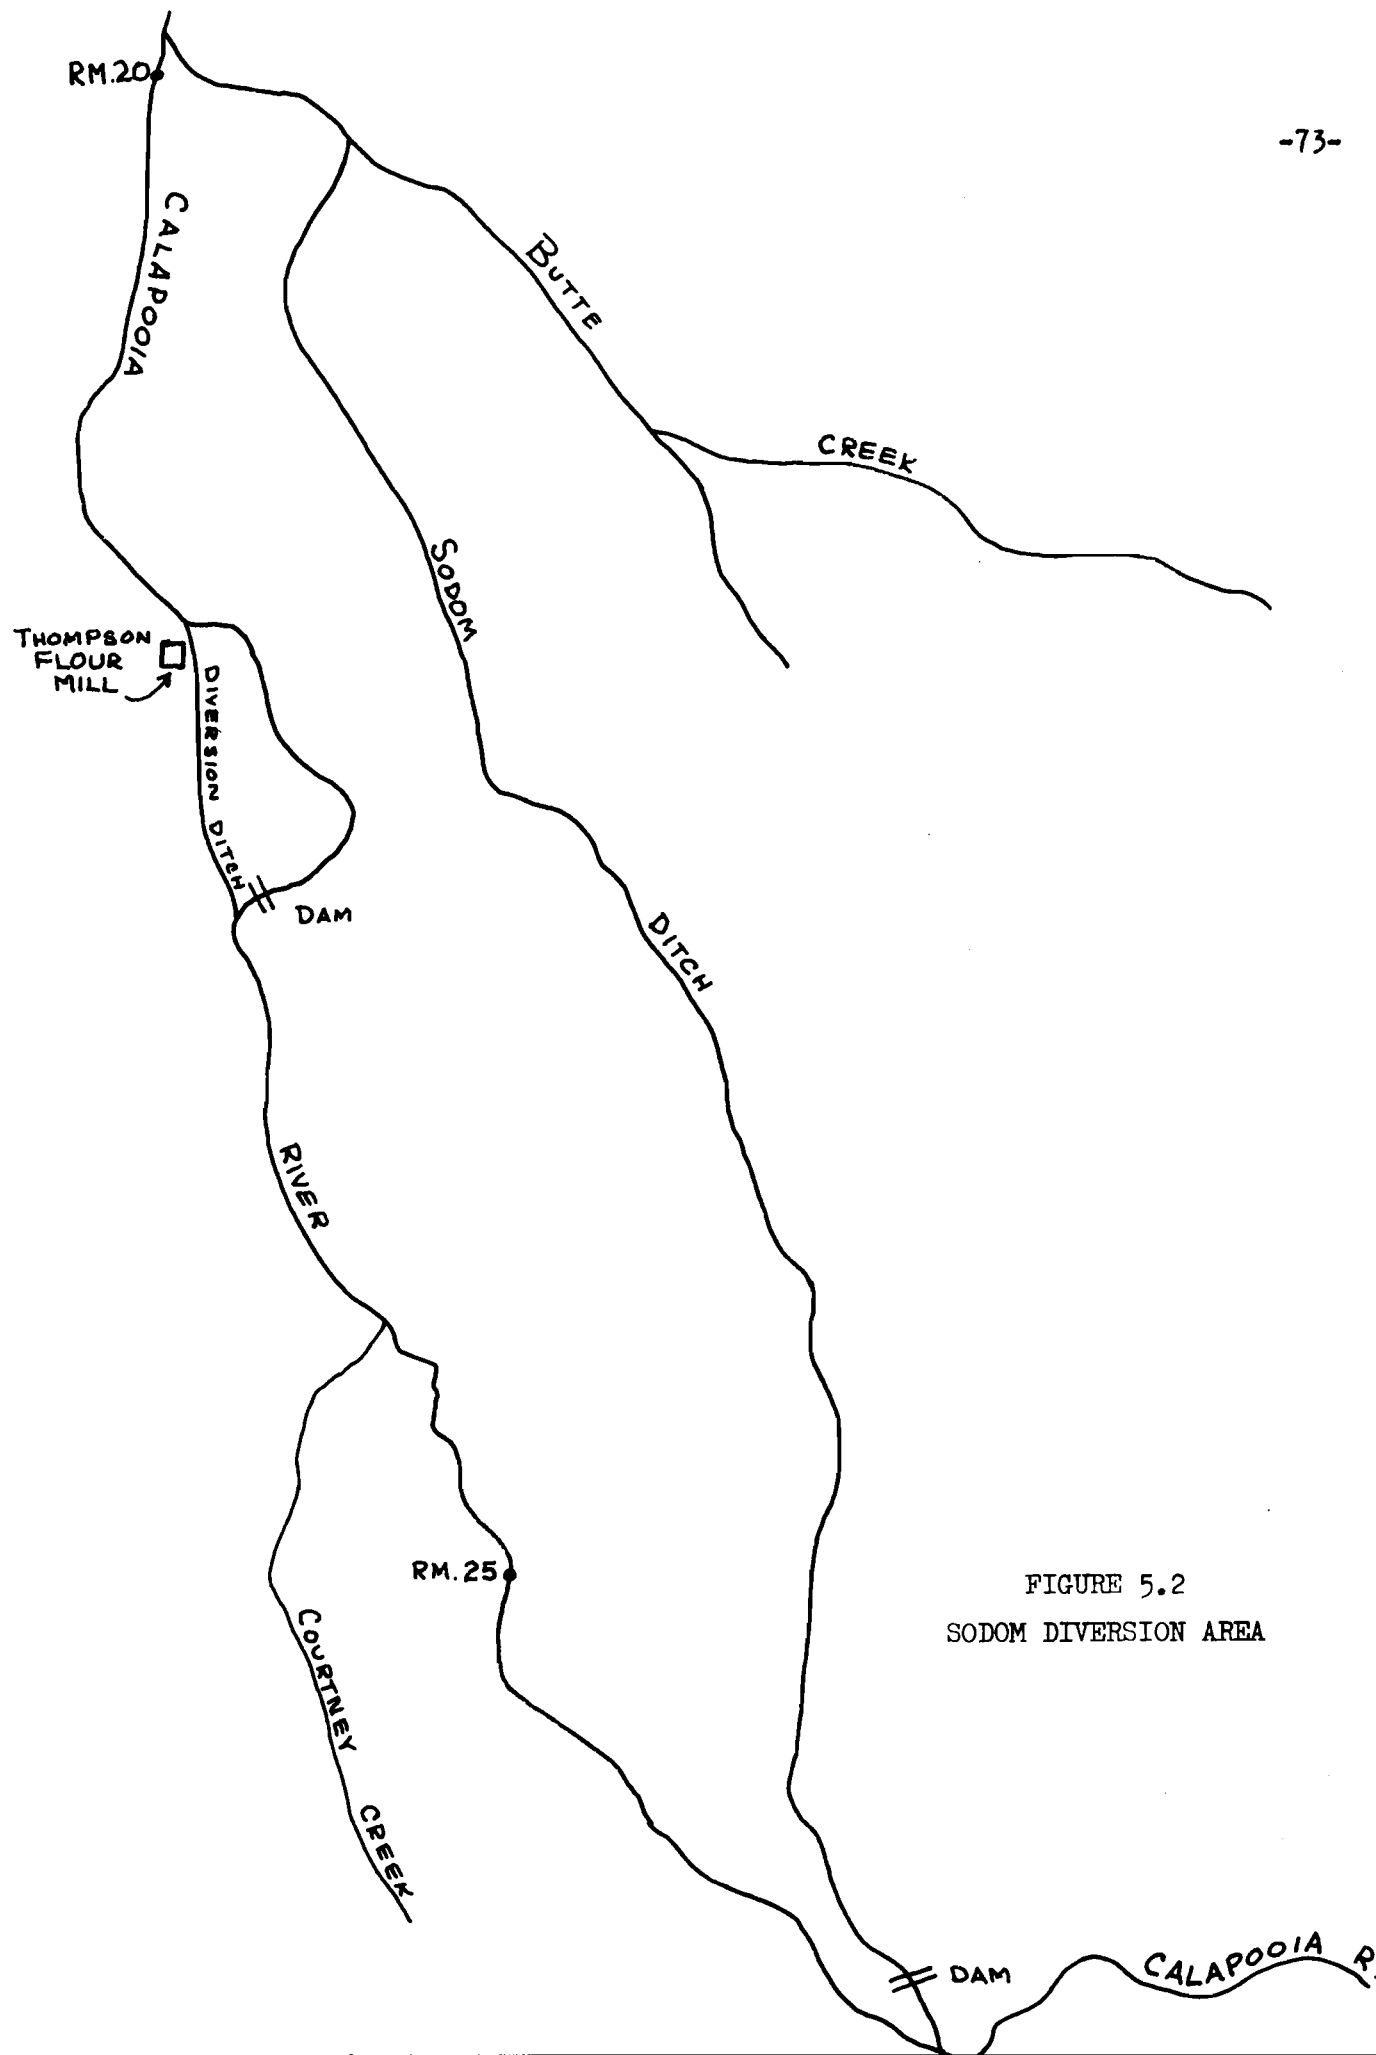 RM.20
-73-
CALAPOOIA
BUTTE
CREEK
SODOM
THOMPSON
FLOUR
MILL
DIVERSION DITCH
DAM
DITCH
RIVER
RM.25
FIGURE 5.2
SODOM DIVERSION AREA
COURTNEY
CREEK
DAM
CALAPOOIA R.